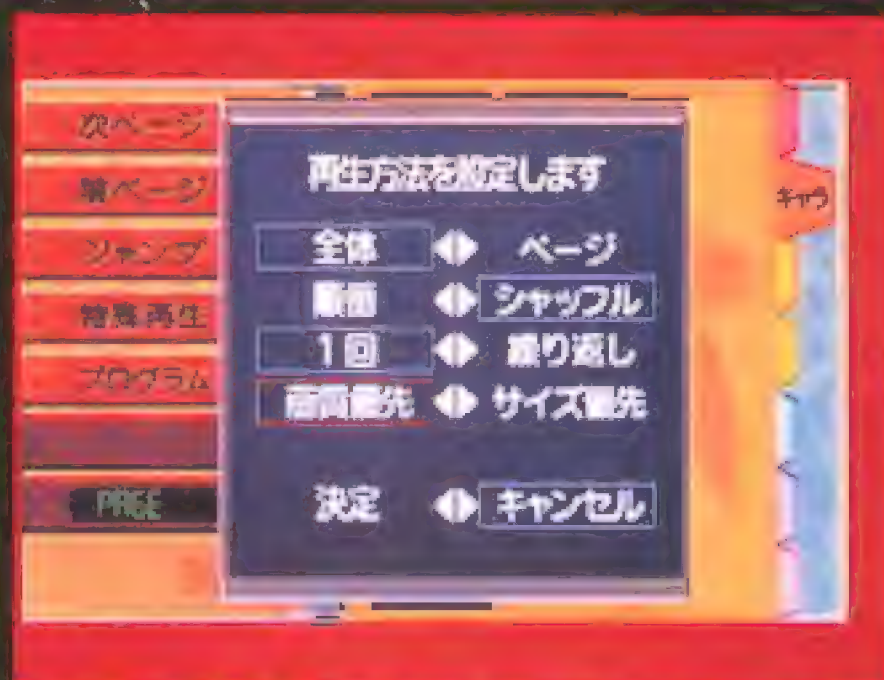 次ページ
前ページ
ジャンプ
特殊再生
プログラム
PAGE
再生方法を設定します
全体 ◀▶ ページ
◀▶ シャッフル
1回 ◀▶ 繰り返し
画質優先 ◀▶ サイズ優先
決定 ◀▶ キャンセル
キャラ